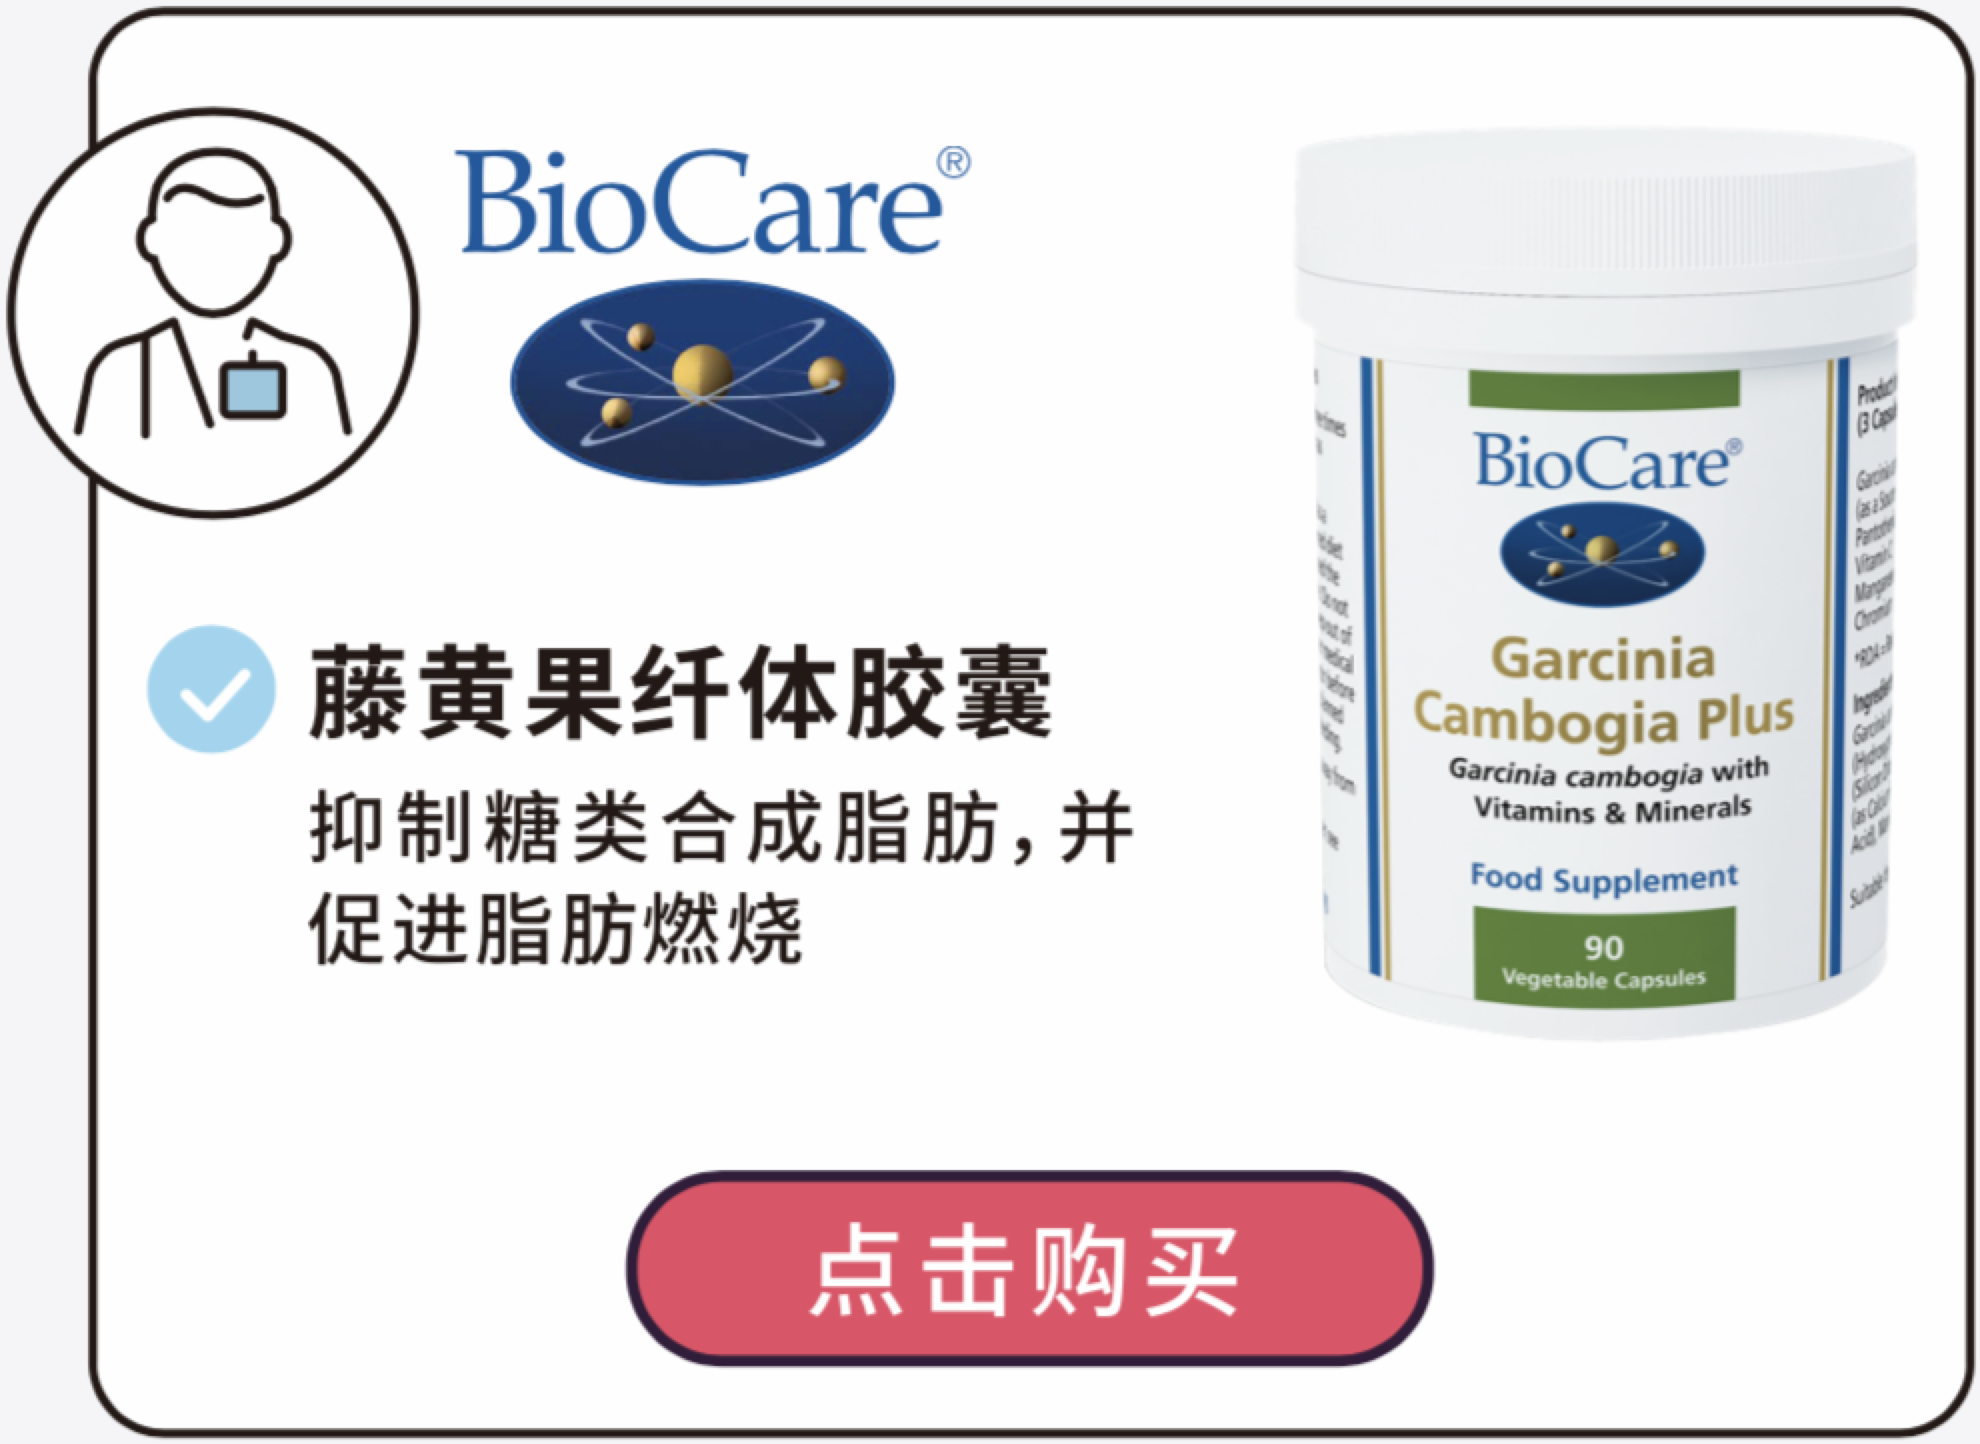 BioCare®
藤黄果纤体胶囊
抑制糖类合成脂肪，并
促进脂肪燃烧
BioCare®
Garcinia
Cambogia Plus
Garcinia cambogia with
Vitamins & Minerals
Food Supplement
90
Vegetable Capsules
点击购买